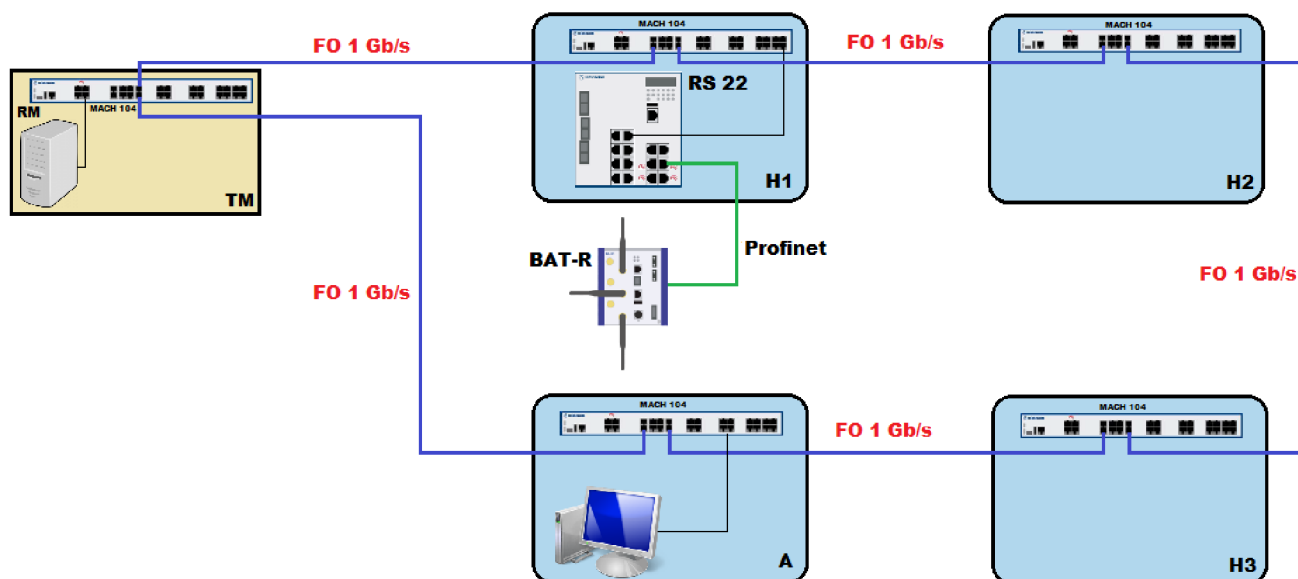 MACH 104
MACH 104
FO 1 Gb/s
FO 1 Gb/s
RS 22
RM
MACH 104
TM
H1
H2
BAT-R
Profinet
FO 1 Gb/s
FO 1 Gb/s
MACH 104
MACH 104
FO 1 Gb/s
A
H3